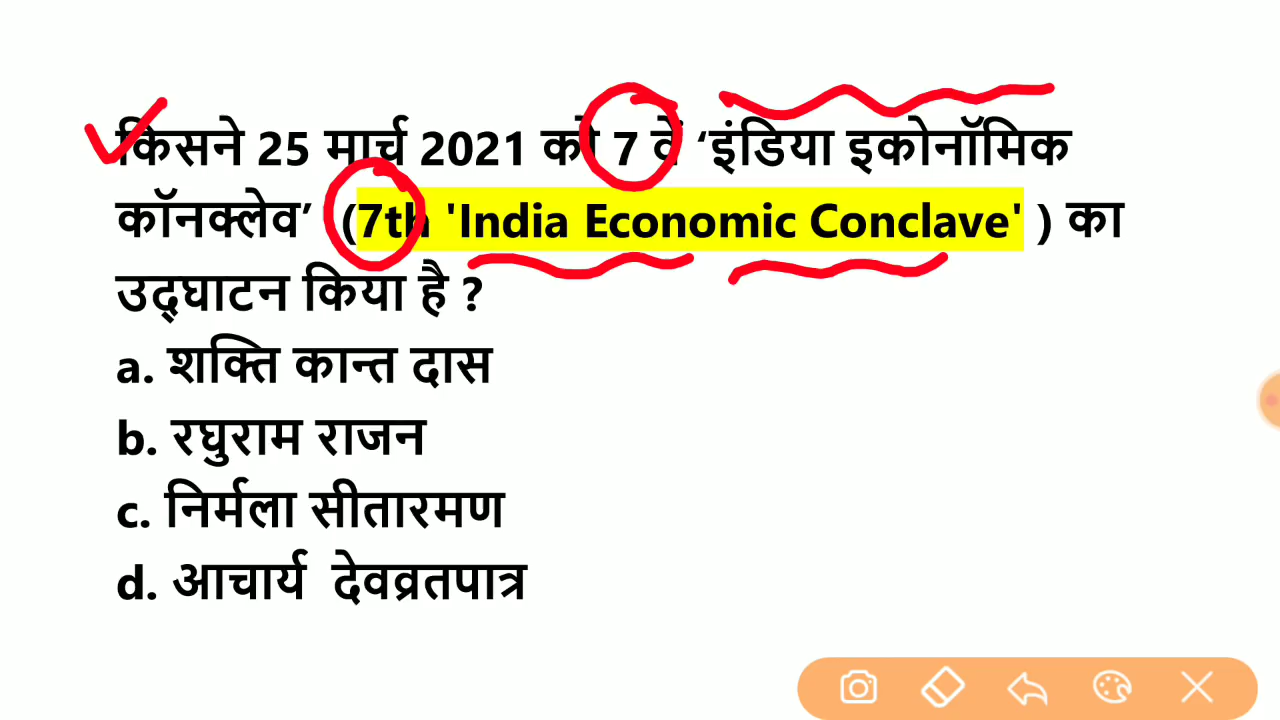 किसने 25 मार्च 2021 को 7 वें ‘इंडिया इकोनॉमिक
कॉनक्लेव’ (7th 'India Economic Conclave' ) का
उद्घाटन किया है ?
a. शक्ति कान्त दास
b. रघुराम राजन
c. निर्मला सीतारमण
d. आचार्य देवव्रतपात्र